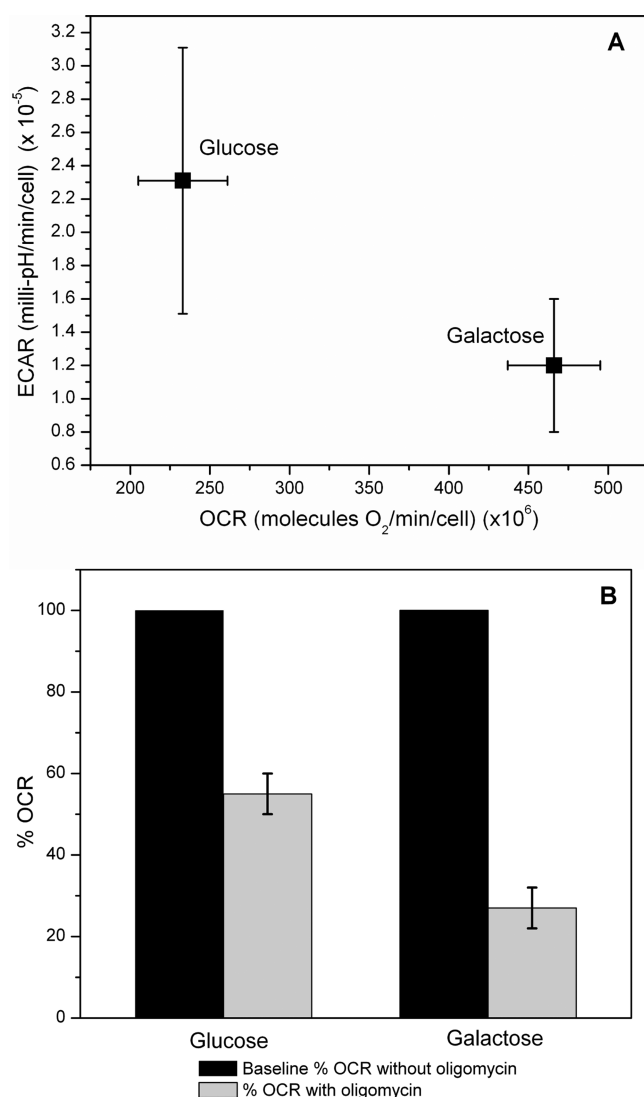 A
ECAR (milli-pH/min/cell) (x 10⁻⁵)
3.2
3.0
2.8
2.6
2.4
2.2
2.0
1.8
1.6
1.4
1.2
1.0
0.8
0.6
Glucose
Galactose
200 250 300 350 400 450 500
OCR (molecules O₂/min/cell) (x10⁶)
B
% OCR
100
80
60
40
20
0
Glucose Galactose
Baseline % OCR without oligomycin
% OCR with oligomycin